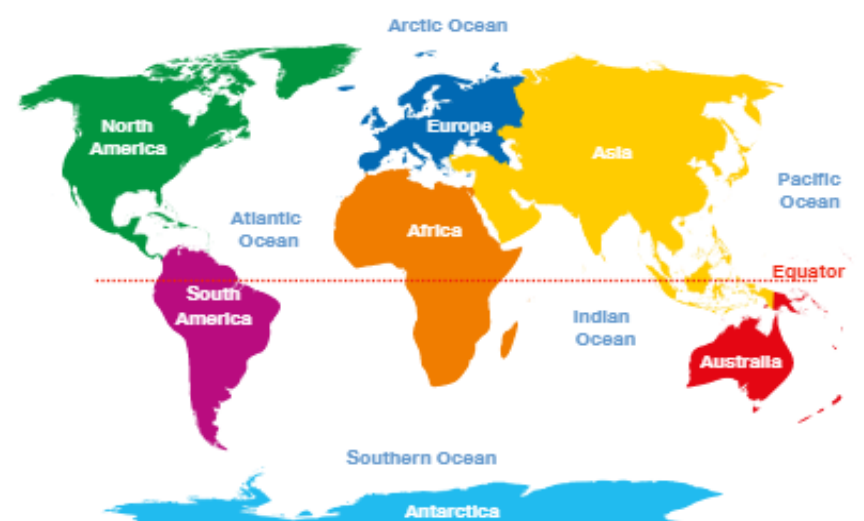 Arctic Ocean
North
America
Europe
Asia
Pacific
Ocean
Atlantic
Ocean
Africa
Equator
South
America
Indian
Ocean
Australia
Southern Ocean
Antarctica